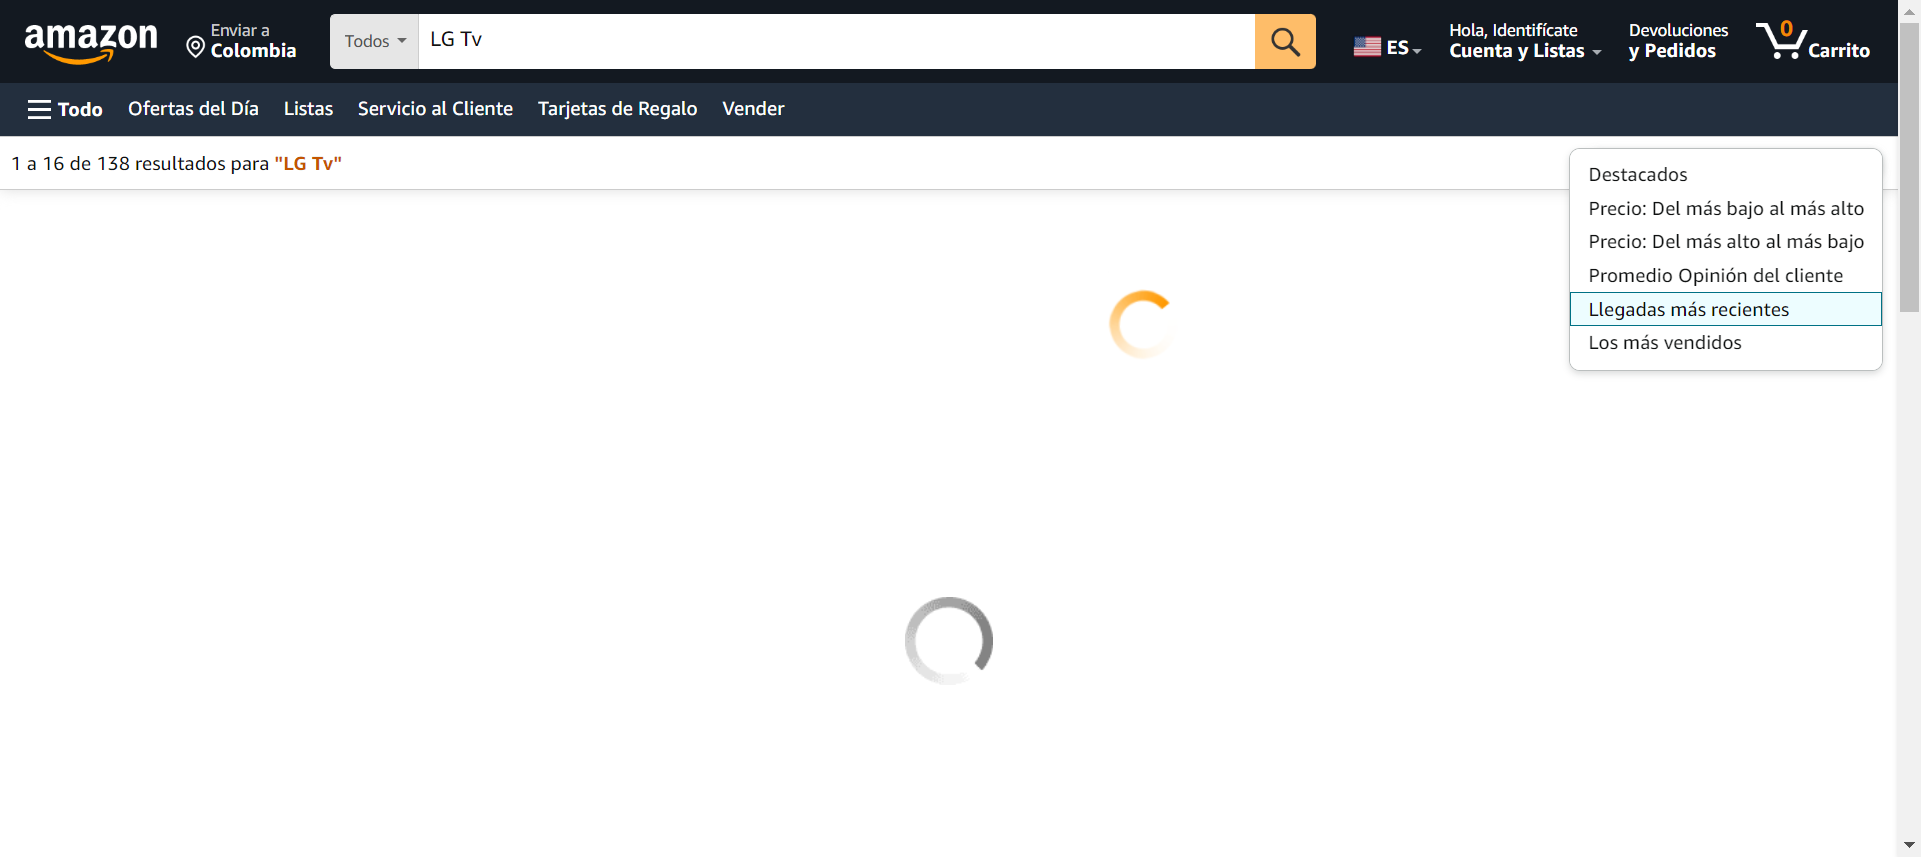 amazon
Enviar a
Colombia
Todos
LG Tv
ES
Hola, Identifícate
Cuenta y Listas
Devoluciones
y Pedidos
0
Carrito
Todo
Ofertas del Día
Listas
Servicio al Cliente
Tarjetas de Regalo
Vender
1 a 16 de 138 resultados para "LG Tv"
Destacados
Precio: Del más bajo al más alto
Precio: Del más alto al más bajo
Promedio Opinión del cliente
Llegadas más recientes
Los más vendidos